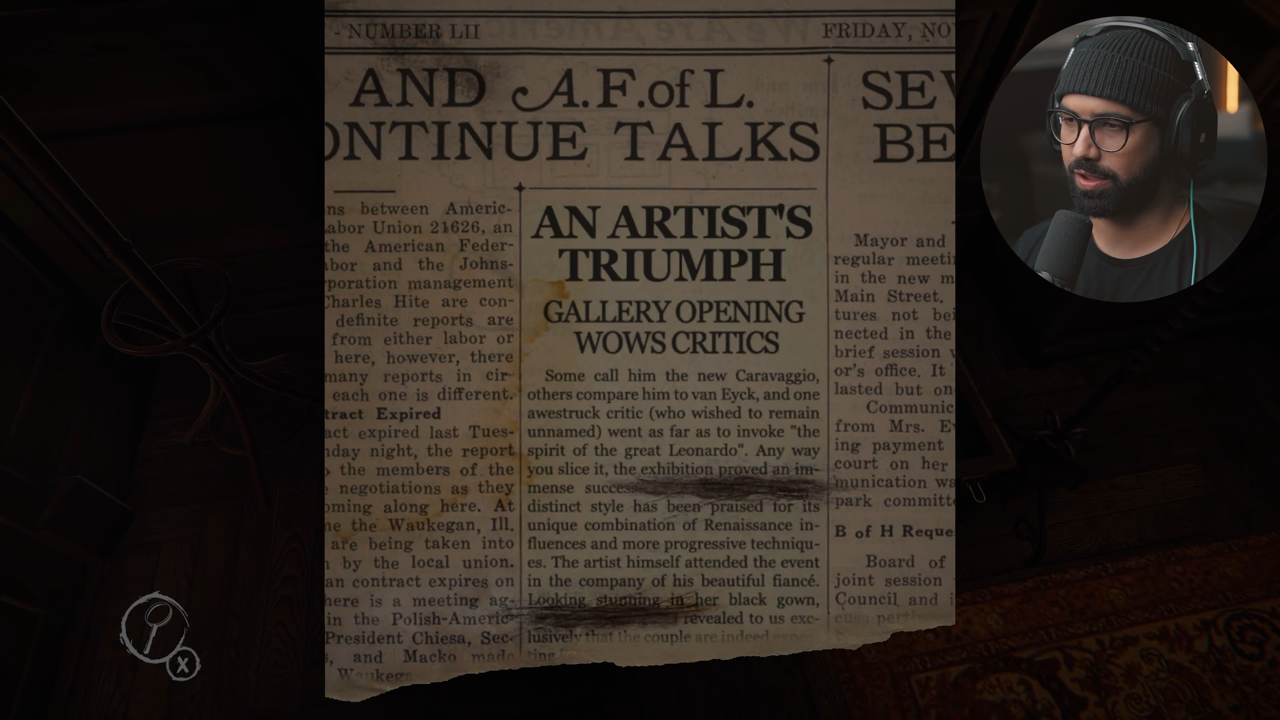 - NUMBER LII
FRIDAY, NO
AND A.F.of L.
ONTINUE TALKS
SEV
BE
ns between Americ-
abor Union 21626, an
the American Feder-
bor and the Johns-
poration management
Charles Hite are con-
definite reports are
from either labor or
here, however, there
many reports in cir-
each one is different.
tract Expired
act expired last Tues-
day night, the report
the members of the
negotiations as they
oming along here. At
the Waukegan, Ill.
are being taken into
by the local union.
an contract expires on
here is a meeting ag-
in the Polish-Americ-
President Chiesa, Sec-
, and Macko made
Waukeg
AN ARTIST'S
TRIUMPH
GALLERY OPENING
WOWS CRITICS
Some call him the new Caravaggio,
others compare him to van Eyck, and one
awestruck critic (who wished to remain
unnamed) went as far as to invoke "the
spirit of the great Leonardo". Any way
you slice it, the exhibition proved an im-
mense succes
distinct style has been praised for its
unique combination of Renaissance in-
fluences and more progressive techniqu-
es. The artist himself attended the event
in the company of his beautiful fiancé.
Looking stunning in her black gown,
revealed to us exc-
lusively that the couple are indeed expec-
ting.
Mayor and
regular meeti
in the new m
Main Street.
tures not bei
nected in the
brief session
or's office. It
lasted but on
Communic
from Mrs. Ev
ing payment
court on her
munication wa
park committe
B of H Reque
Board of
joint session
Council and i
X